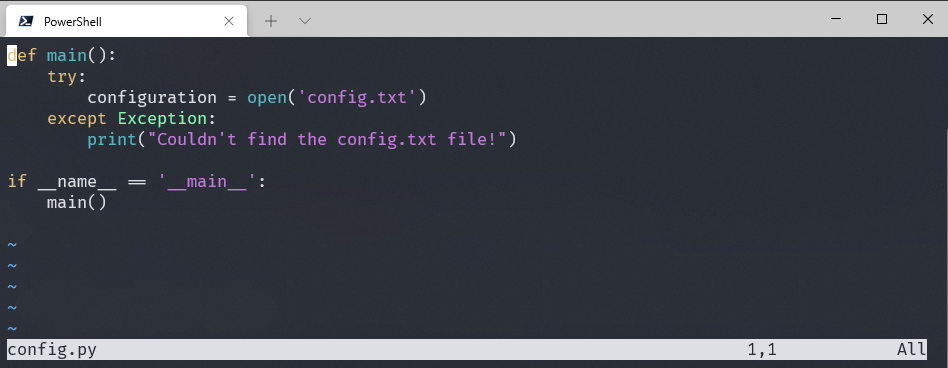 PowerShell
def main():
    try:
        configuration = open('config.txt')
    except Exception:
        print("Couldn't find the config.txt file!")
if __name__ == '__main__':
    main()
~
~
~
~
~
config.py 1,1 All